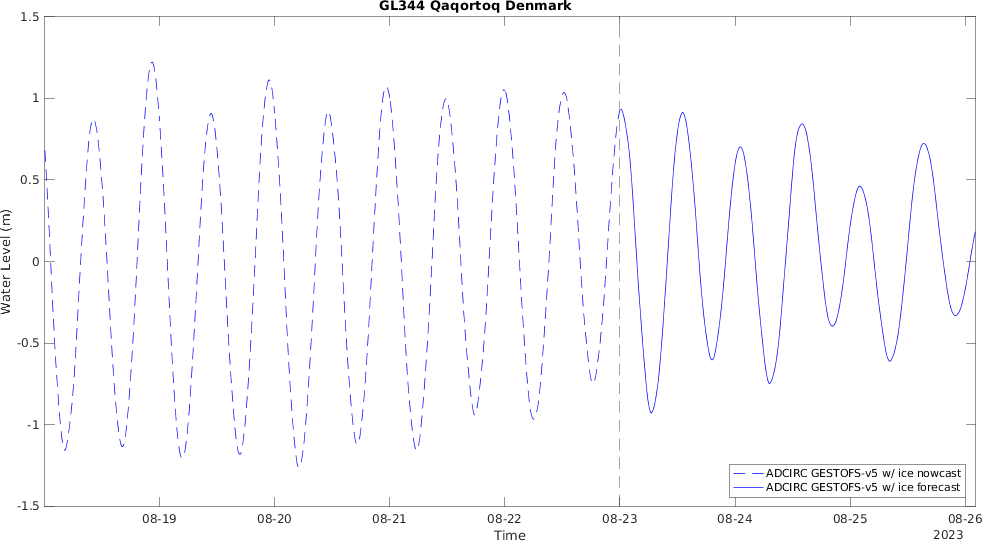 GL344 Qaqortoq Denmark
1.5
1
0.5
0
-0.5
-1
-1.5
Water Level (m)
ADCIRC GESTOFS-v5 w/ ice nowcast
ADCIRC GESTOFS-v5 w/ ice forecast
08-19 08-20 08-21 08-22 08-23 08-24 08-25 08-26
Time
2023